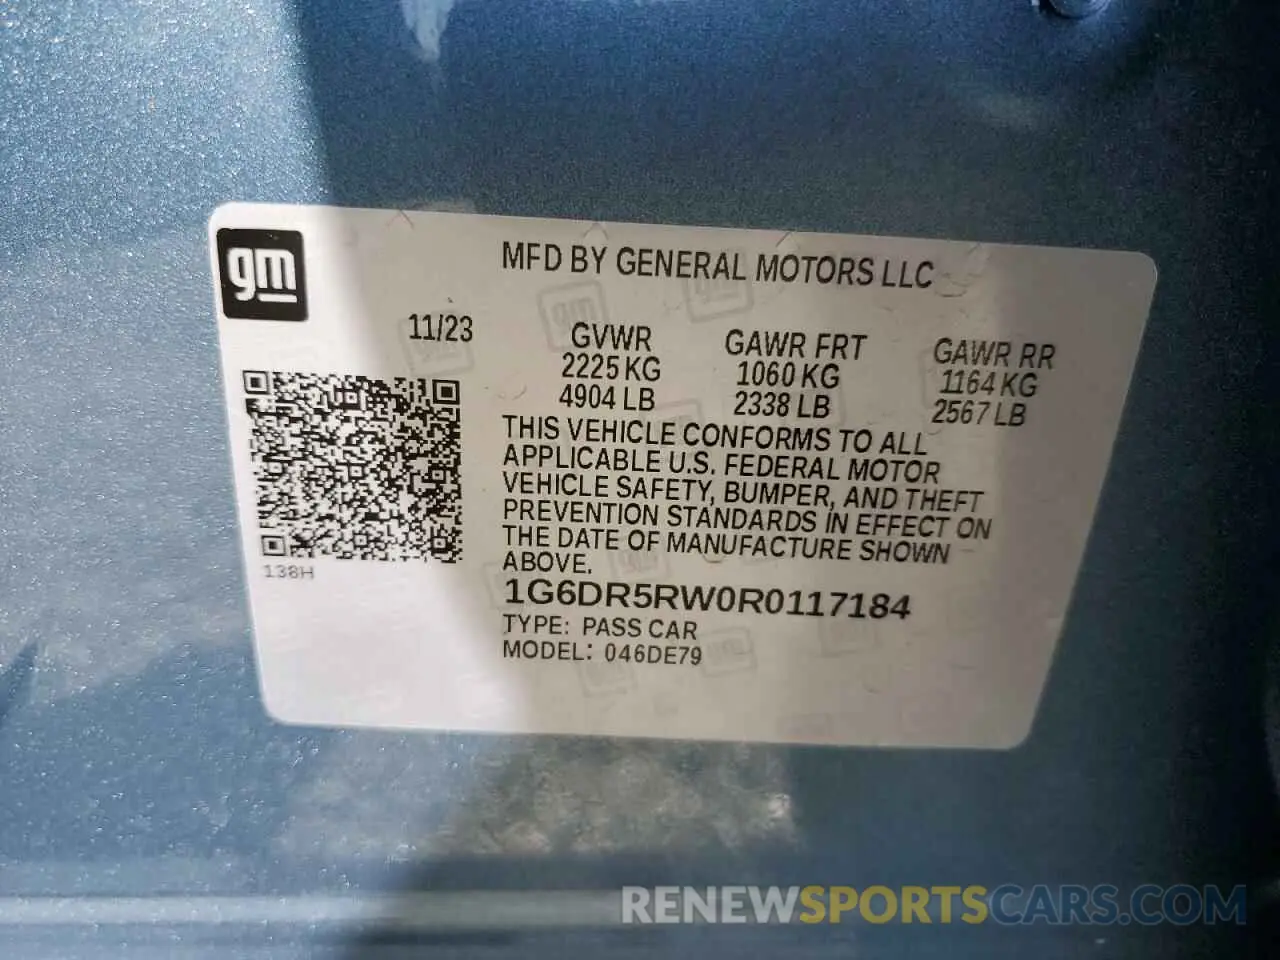 gm
MFD BY GENERAL MOTORS LLC
11/23
GVWR
2225 KG
4904 LB
GAWR FRT
1060 KG
2338 LB
GAWR RR
1164 KG
2567 LB
THIS VEHICLE CONFORMS TO ALL
APPLICABLE U.S. FEDERAL MOTOR
VEHICLE SAFETY, BUMPER, AND THEFT
PREVENTION STANDARDS IN EFFECT ON
THE DATE OF MANUFACTURE SHOWN
ABOVE.
138H
1G6DR5RW0R0117184
TYPE: PASS CAR
MODEL: 046DE79
RENEWSPORTSCARS.COM